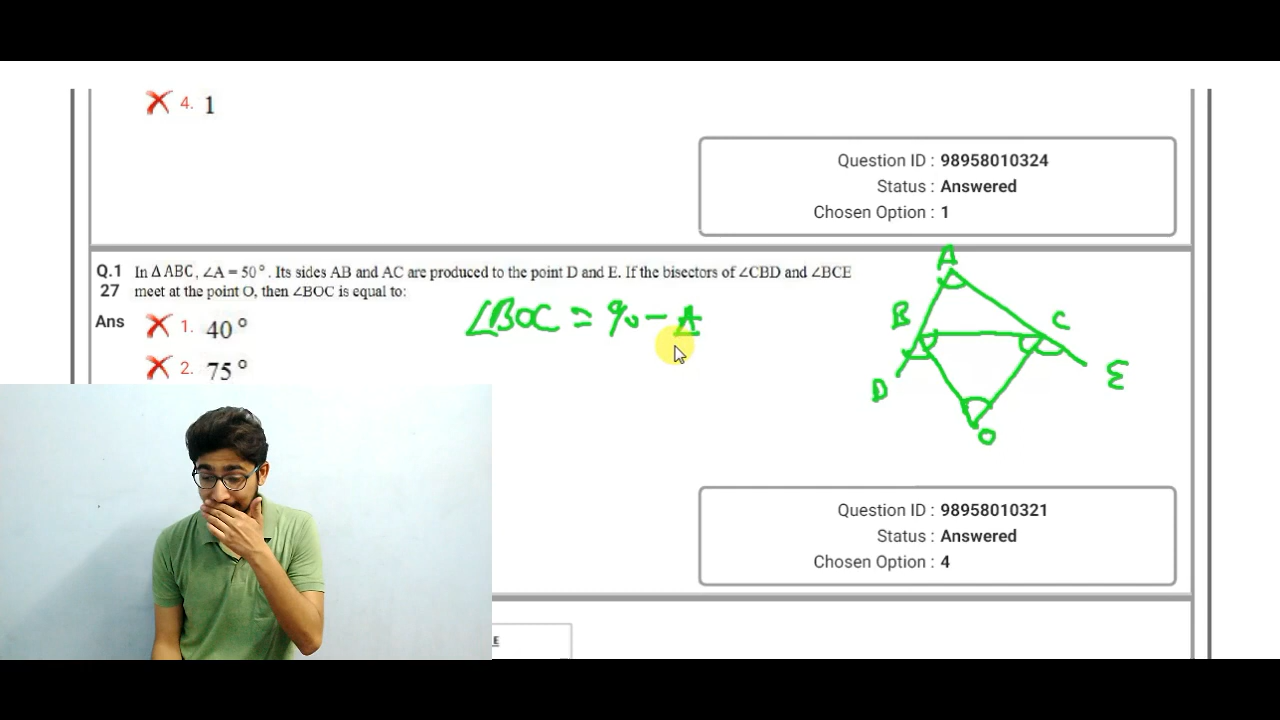 4. 1
Question ID : 98958010324
Status : Answered
Chosen Option : 1
Q.1 In Δ ABC, ∠A = 50°. Its sides AB and AC are produced to the point D and E. If the bisectors of ∠CBD and ∠BCE
27 meet at the point O, then ∠BOC is equal to:
Ans 1. 40°
2. 75°
∠BOC = 90 - A
A
B
C
D
E
O
Question ID : 98958010321
Status : Answered
Chosen Option : 4